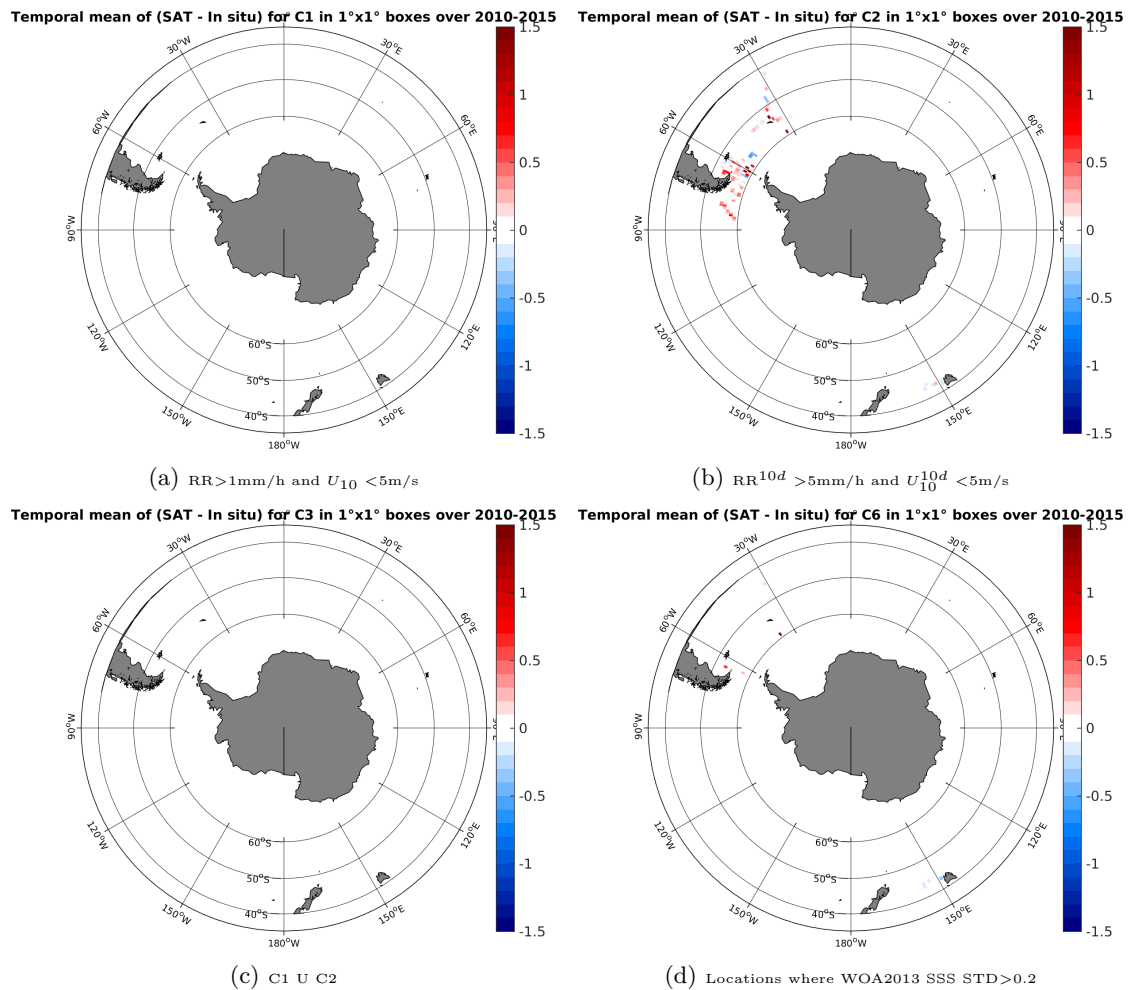 Temporal mean of (SAT - In situ) for C1 in 1°x1° boxes over 2010-2015
Temporal mean of (SAT - In situ) for C2 in 1°x1° boxes over 2010-2015
30°W
30°E
60°W
60°E
90°W
120°W
120°E
150°W
150°E
180°W
60°S
50°S
40°S
1.5
1
0.5
0
-0.5
-1
-1.5
30°W
30°E
60°W
60°E
90°W
120°W
120°E
150°W
150°E
180°W
60°S
50°S
40°S
1.5
1
0.5
0
-0.5
-1
-1.5
(a) RR>1mm/h and U₁₀ <5m/s
(b) RR^10d >5mm/h and U₁₀^10d <5m/s
Temporal mean of (SAT - In situ) for C3 in 1°x1° boxes over 2010-2015
Temporal mean of (SAT - In situ) for C6 in 1°x1° boxes over 2010-2015
30°W
30°E
60°W
60°E
90°W
120°W
120°E
150°W
150°E
180°W
60°S
50°S
40°S
1.5
1
0.5
0
-0.5
-1
-1.5
30°W
30°E
60°W
60°E
90°W
120°W
120°E
150°W
150°E
180°W
60°S
50°S
40°S
1.5
1
0.5
0
-0.5
-1
-1.5
(c) C1 U C2
(d) Locations where WOA2013 SSS STD>0.2